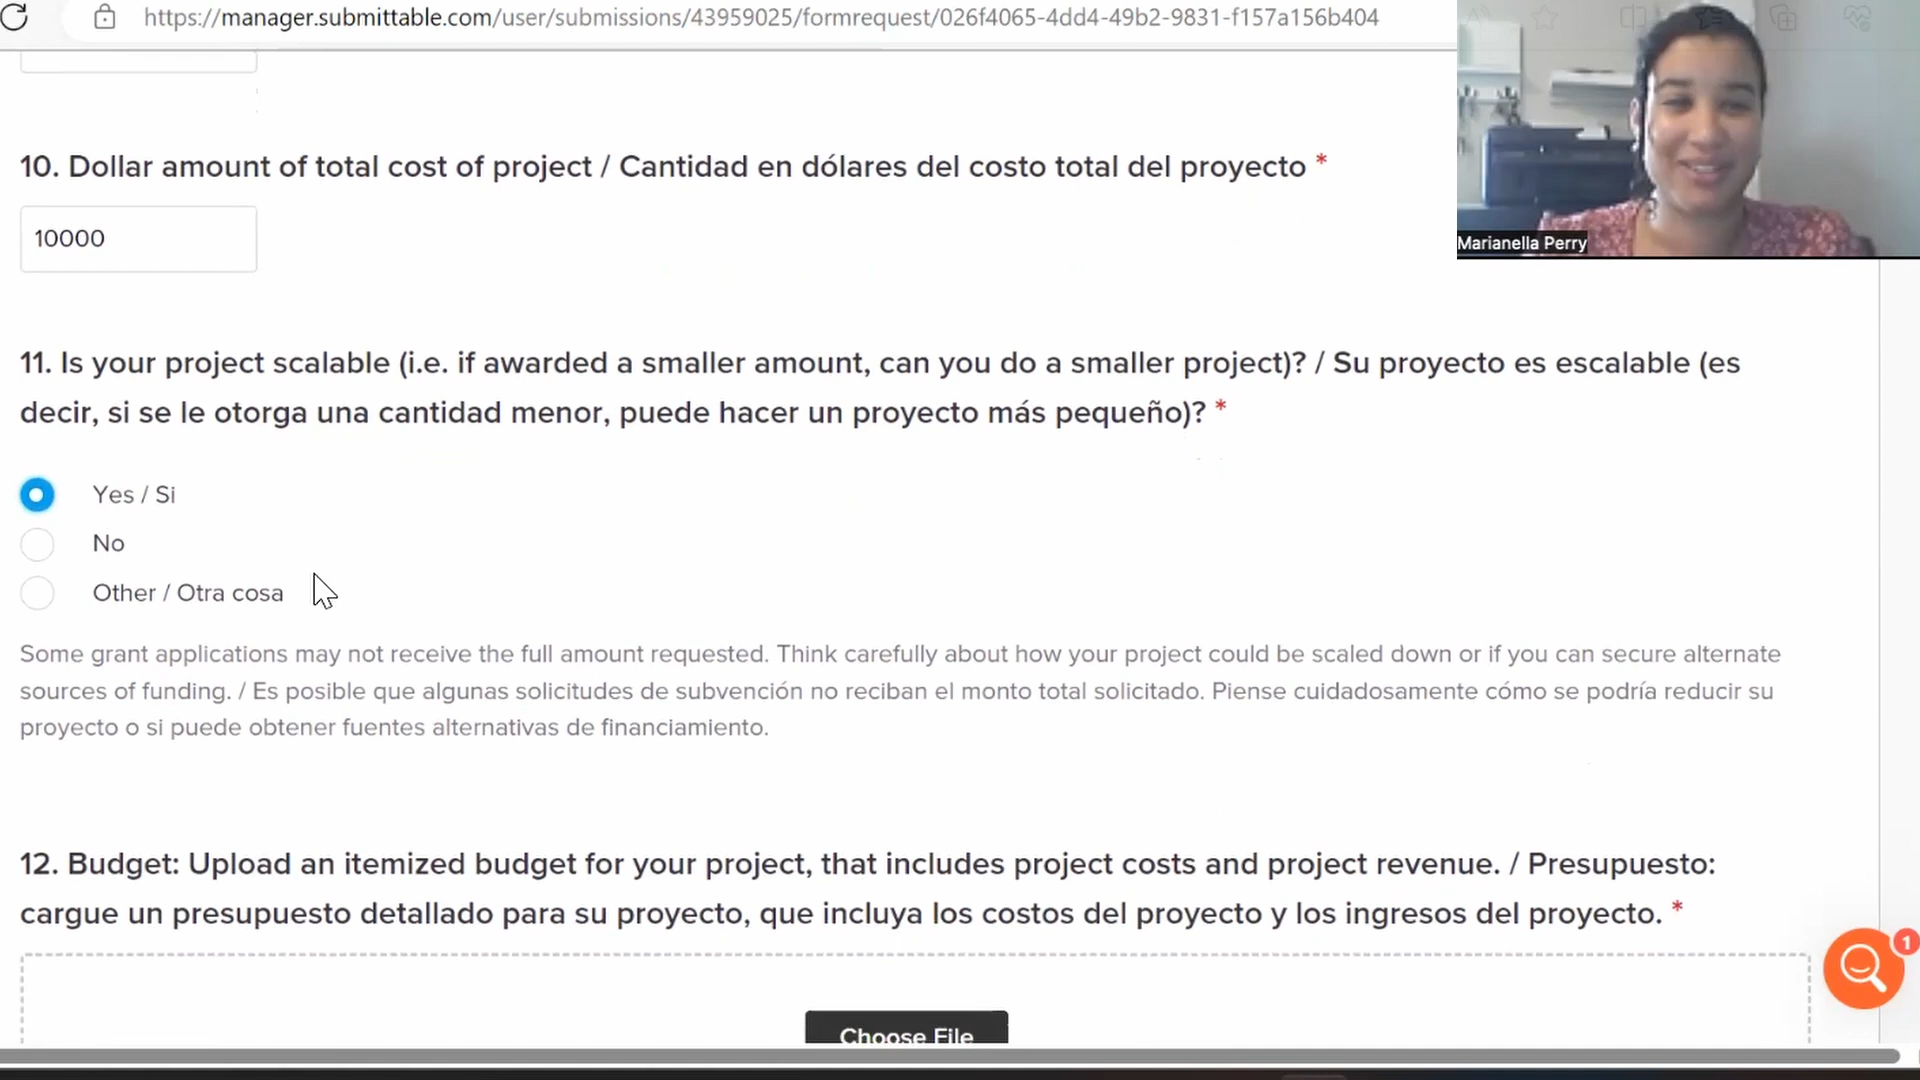 https://manager.submittable.com/user/submissions/43959025/formrequest/026f4065-4dd4-49b2-9831-f157a156b404
Marianella Perry
10. Dollar amount of total cost of project / Cantidad en dólares del costo total del proyecto *
10000
11. Is your project scalable (i.e. if awarded a smaller amount, can you do a smaller project)? / Su proyecto es escalable (es
decir, si se le otorga una cantidad menor, puede hacer un proyecto más pequeño)? *
Yes / Si
No
Other / Otra cosa
Some grant applications may not receive the full amount requested. Think carefully about how your project could be scaled down or if you can secure alternate
sources of funding. / Es posible que algunas solicitudes de subvención no reciban el monto total solicitado. Piense cuidadosamente cómo se podría reducir su
proyecto o si puede obtener fuentes alternativas de financiamiento.
12. Budget: Upload an itemized budget for your project, that includes project costs and project revenue. / Presupuesto:
cargue un presupuesto detallado para su proyecto, que incluya los costos del proyecto y los ingresos del proyecto. *
1
Choose File